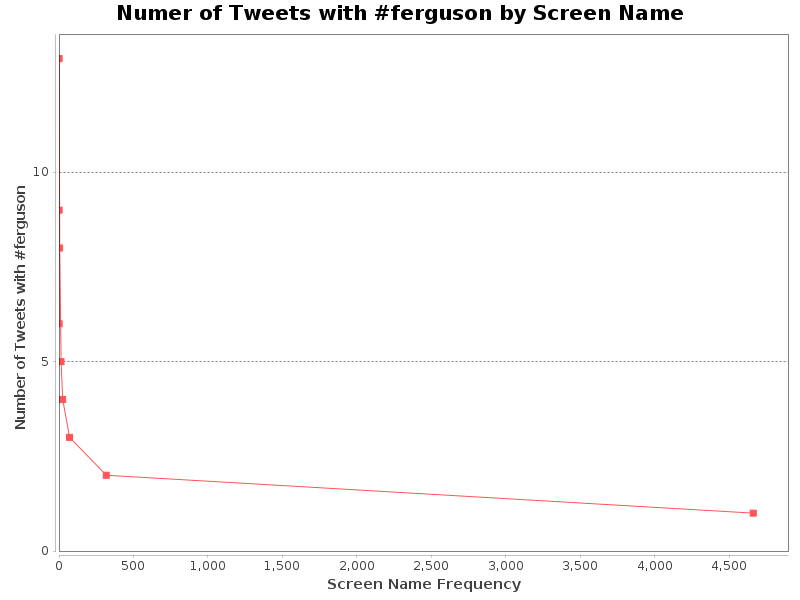 Numer of Tweets with #ferguson by Screen Name
Number of Tweets with #ferguson
10
5
0
0 500 1,000 1,500 2,000 2,500 3,000 3,500 4,000 4,500
Screen Name Frequency